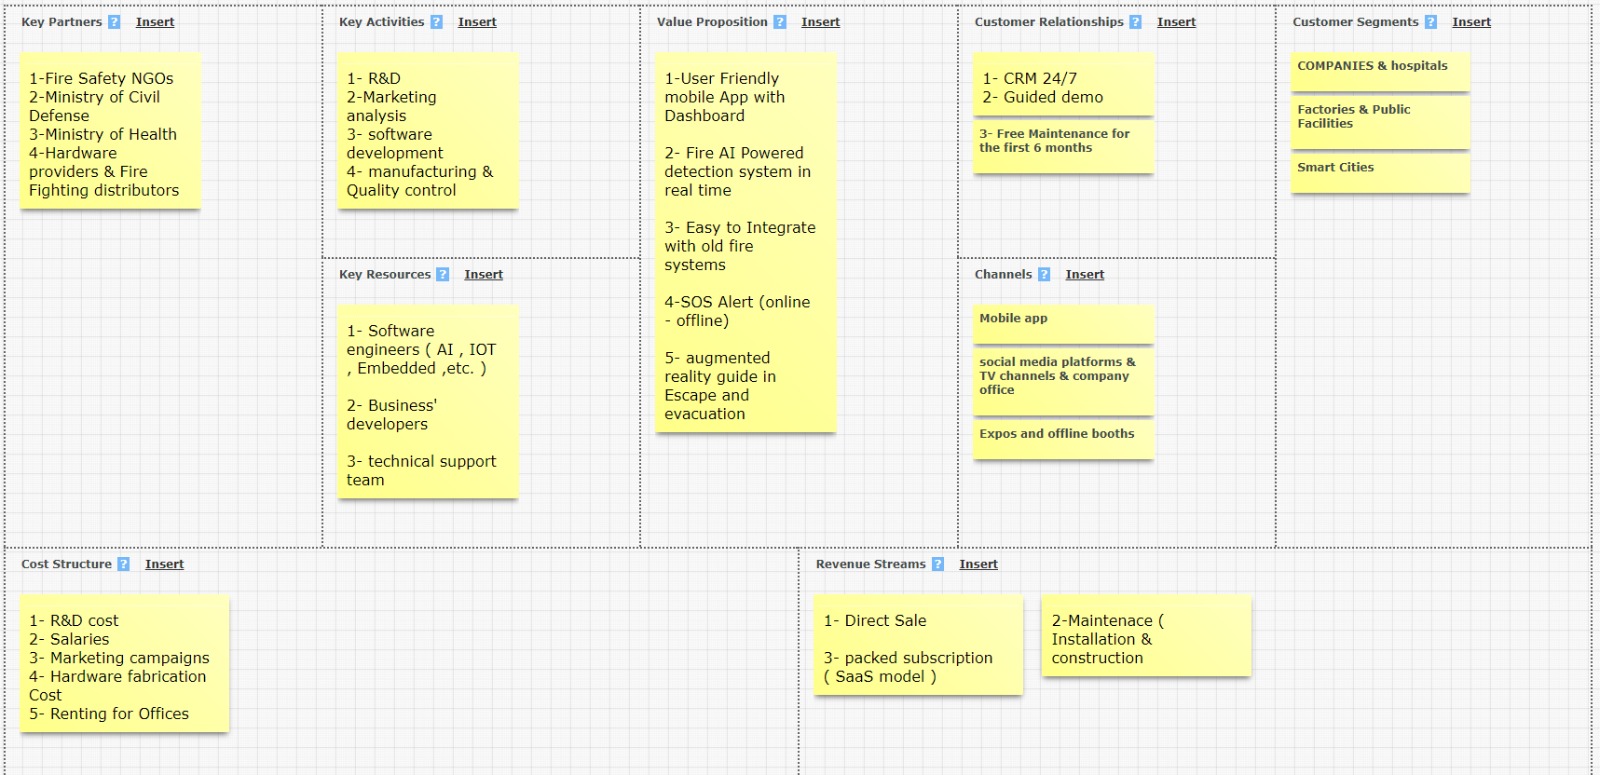 Key Partners ? Insert
1-Fire Safety NGOs
2-Ministry of Civil
Defense
3-Ministry of Health
4-Hardware
providers & Fire
Fighting distributors
Key Activities ? Insert
1- R&D
2-Marketing
analysis
3- software
development
4- manufacturing &
Quality control
Key Resources ? Insert
1- Software
engineers ( AI , IOT
, Embedded ,etc. )
2- Business'
developers
3- technical support
team
Value Proposition ? Insert
1-User Friendly
mobile App with
Dashboard
2- Fire AI Powered
detection system in
real time
3- Easy to Integrate
with old fire
systems
4-SOS Alert (online
- offline)
5- augmented
reality guide in
Escape and
evacuation
Customer Relationships ? Insert
1- CRM 24/7
2- Guided demo
3- Free Maintenance for
the first 6 months
Channels ? Insert
Mobile app
social media platforms &
TV channels & company
office
Expos and offline booths
Customer Segments ? Insert
COMPANIES & hospitals
Factories & Public
Facilities
Smart Cities
Cost Structure ? Insert
1- R&D cost
2- Salaries
3- Marketing campaigns
4- Hardware fabrication
Cost
5- Renting for Offices
Revenue Streams ? Insert
1- Direct Sale
3- packed subscription
( SaaS model )
2-Maintenace (
Installation &
construction